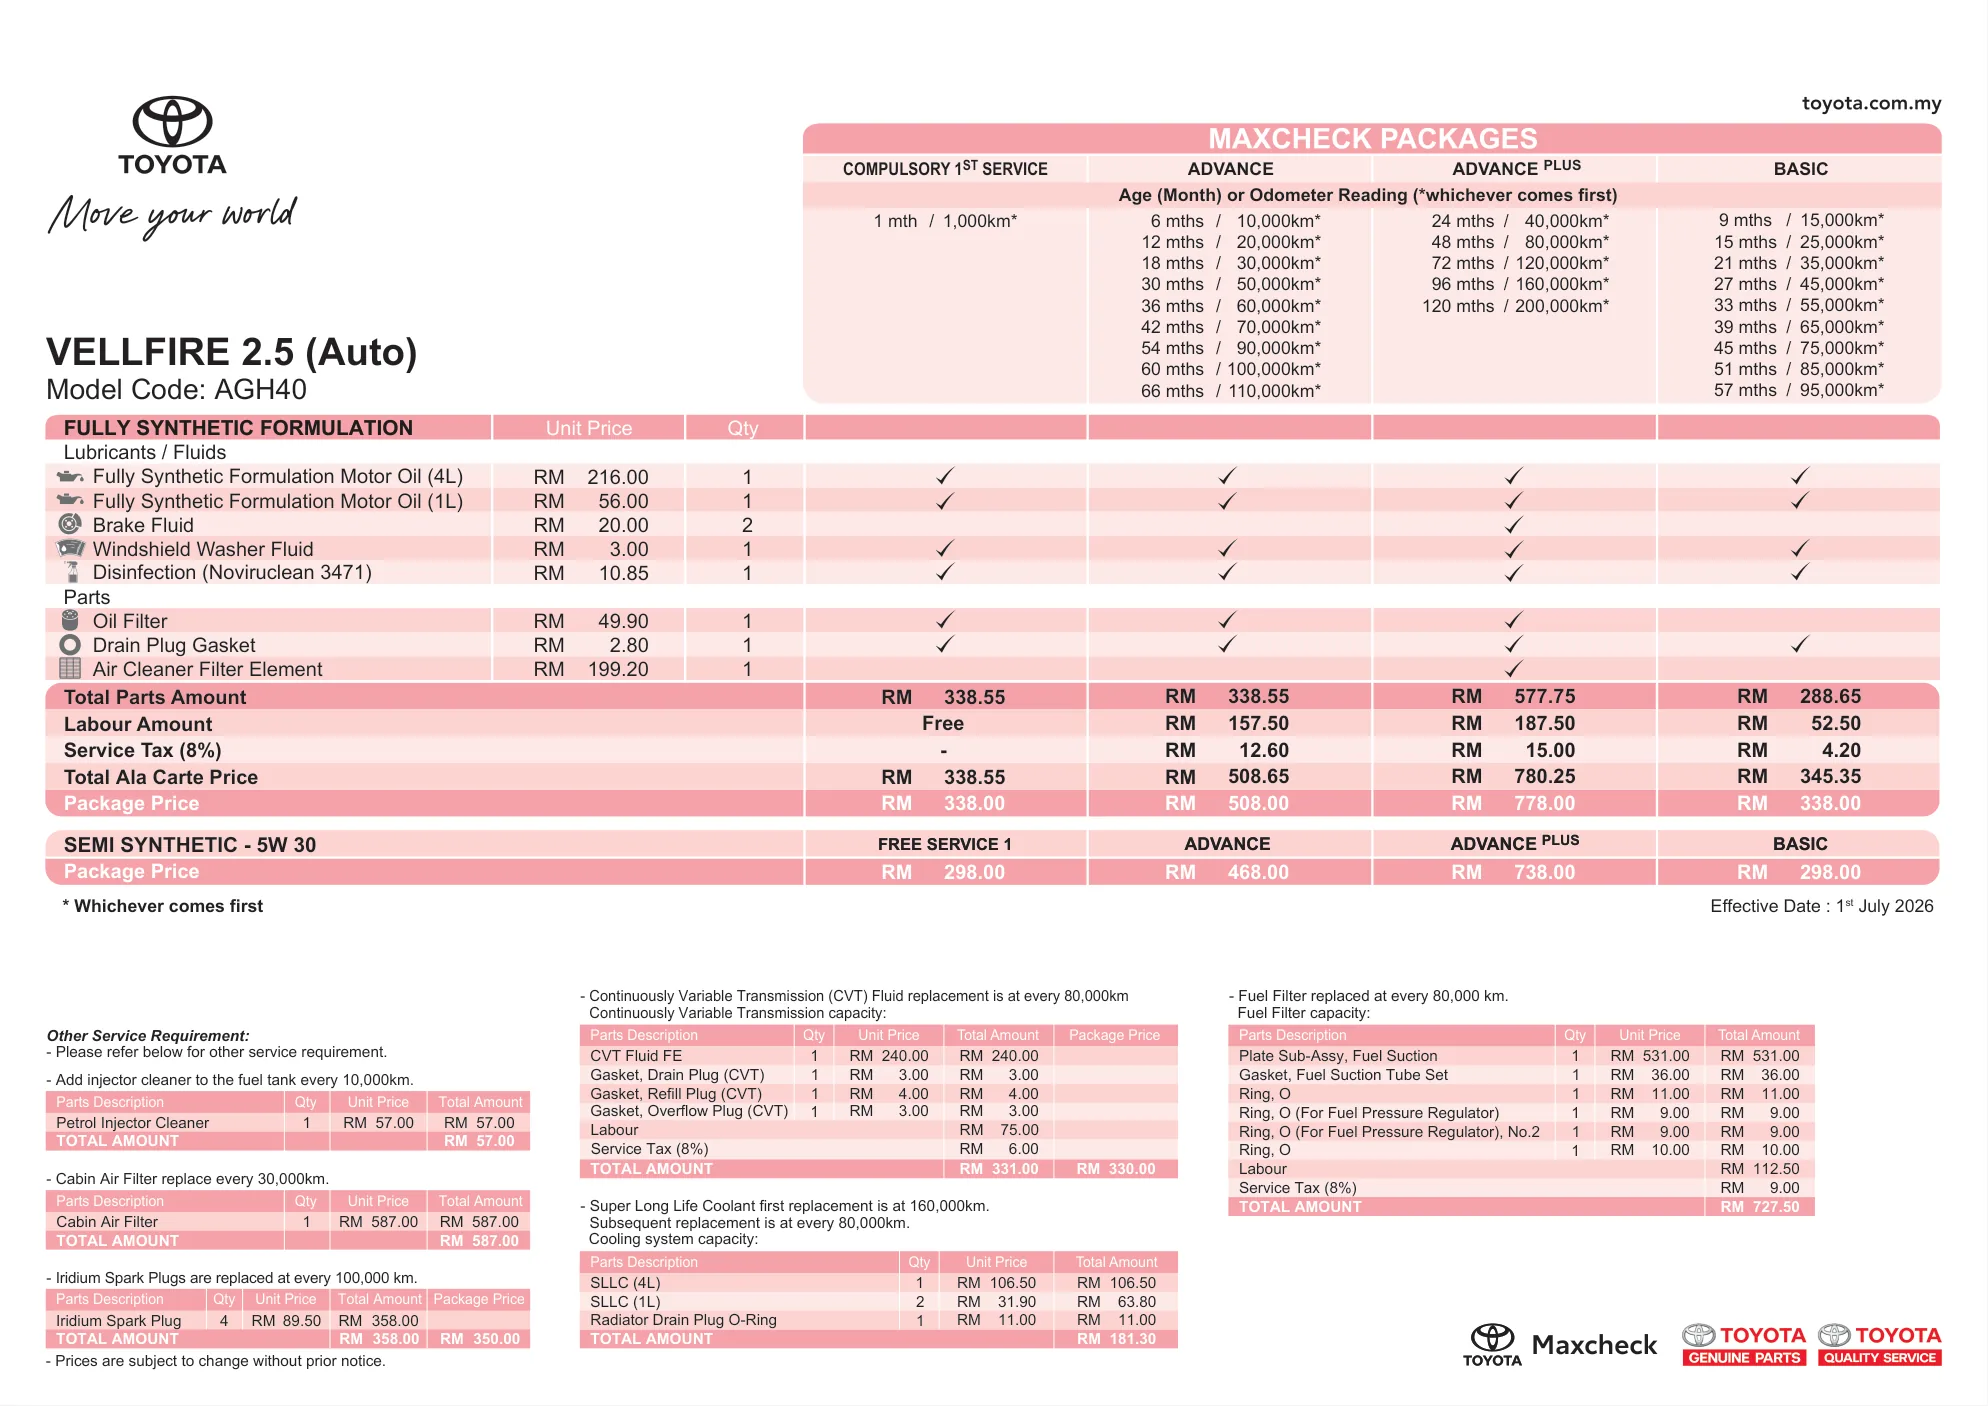 toyota.com.my
TOYOTA
Move your world
MAXCHECK PACKAGES
COMPULSORY 1ST SERVICE ADVANCE ADVANCE PLUS BASIC
Age (Month) or Odometer Reading (*whichever comes first)
1 mth / 1,000km* 6 mths / 10,000km* 24 mths / 40,000km* 9 mths / 15,000km*
12 mths / 20,000km* 48 mths / 80,000km* 15 mths / 25,000km*
18 mths / 30,000km* 72 mths / 120,000km* 21 mths / 35,000km*
30 mths / 50,000km* 96 mths / 160,000km* 27 mths / 45,000km*
36 mths / 60,000km* 120 mths / 200,000km* 33 mths / 55,000km*
42 mths / 70,000km* 39 mths / 65,000km*
54 mths / 90,000km* 45 mths / 75,000km*
60 mths / 100,000km* 51 mths / 85,000km*
66 mths / 110,000km* 57 mths / 95,000km*
VELLFIRE 2.5 (Auto)
Model Code: AGH40
FULLY SYNTHETIC FORMULATION Unit Price Qty
Lubricants / Fluids
Fully Synthetic Formulation Motor Oil (4L) RM 216.00 1 ✓ ✓ ✓ ✓
Fully Synthetic Formulation Motor Oil (1L) RM 56.00 1 ✓ ✓ ✓ ✓
Brake Fluid RM 20.00 2 ✓
Windshield Washer Fluid RM 3.00 1 ✓ ✓ ✓ ✓
Disinfection (Noviruclean 3471) RM 10.85 1 ✓ ✓ ✓ ✓
Parts
Oil Filter RM 49.90 1 ✓ ✓ ✓
Drain Plug Gasket RM 2.80 1 ✓ ✓ ✓ ✓
Air Cleaner Filter Element RM 199.20 1 ✓
Total Parts Amount RM 338.55 RM 338.55 RM 577.75 RM 288.65
Labour Amount Free RM 157.50 RM 187.50 RM 52.50
Service Tax (8%) - RM 12.60 RM 15.00 RM 4.20
Total Ala Carte Price RM 338.55 RM 508.65 RM 780.25 RM 345.35
Package Price RM 338.00 RM 508.00 RM 778.00 RM 338.00
SEMI SYNTHETIC - 5W 30 FREE SERVICE 1 ADVANCE ADVANCE PLUS BASIC
Package Price RM 298.00 RM 468.00 RM 738.00 RM 298.00
* Whichever comes first
Effective Date : 1st July 2026
Other Service Requirement:
- Please refer below for other service requirement.
- Add injector cleaner to the fuel tank every 10,000km.
Parts Description Qty Unit Price Total Amount
Petrol Injector Cleaner 1 RM 57.00 RM 57.00
TOTAL AMOUNT RM 57.00
- Cabin Air Filter replace every 30,000km.
Parts Description Qty Unit Price Total Amount
Cabin Air Filter 1 RM 587.00 RM 587.00
TOTAL AMOUNT RM 587.00
- Iridium Spark Plugs are replaced at every 100,000 km.
Parts Description Qty Unit Price Total Amount Package Price
Iridium Spark Plug 4 RM 89.50 RM 358.00
TOTAL AMOUNT RM 358.00 RM 350.00
- Prices are subject to change without prior notice.
- Continuously Variable Transmission (CVT) Fluid replacement is at every 80,000km
Continuously Variable Transmission capacity:
Parts Description Qty Unit Price Total Amount Package Price
CVT Fluid FE 1 RM 240.00 RM 240.00
Gasket, Drain Plug (CVT) 1 RM 3.00 RM 3.00
Gasket, Refill Plug (CVT) 1 RM 4.00 RM 4.00
Gasket, Overflow Plug (CVT) 1 RM 3.00 RM 3.00
Labour RM 75.00
Service Tax (8%) RM 6.00
TOTAL AMOUNT RM 331.00 RM 330.00
- Super Long Life Coolant first replacement is at 160,000km.
Subsequent replacement is at every 80,000km.
Cooling system capacity:
Parts Description Qty Unit Price Total Amount
SLLC (4L) 1 RM 106.50 RM 106.50
SLLC (1L) 2 RM 31.90 RM 63.80
Radiator Drain Plug O-Ring 1 RM 11.00 RM 11.00
TOTAL AMOUNT RM 181.30
- Fuel Filter replaced at every 80,000 km.
Fuel Filter capacity:
Parts Description Qty Unit Price Total Amount
Plate Sub-Assy, Fuel Suction 1 RM 531.00 RM 531.00
Gasket, Fuel Suction Tube Set 1 RM 36.00 RM 36.00
Ring, O 1 RM 11.00 RM 11.00
Ring, O (For Fuel Pressure Regulator) 1 RM 9.00 RM 9.00
Ring, O (For Fuel Pressure Regulator), No.2 1 RM 9.00 RM 9.00
Ring, O 1 RM 10.00 RM 10.00
Labour RM 112.50
Service Tax (8%) RM 9.00
TOTAL AMOUNT RM 727.50
TOYOTA Maxcheck
TOYOTA GENUINE PARTS
TOYOTA QUALITY SERVICE